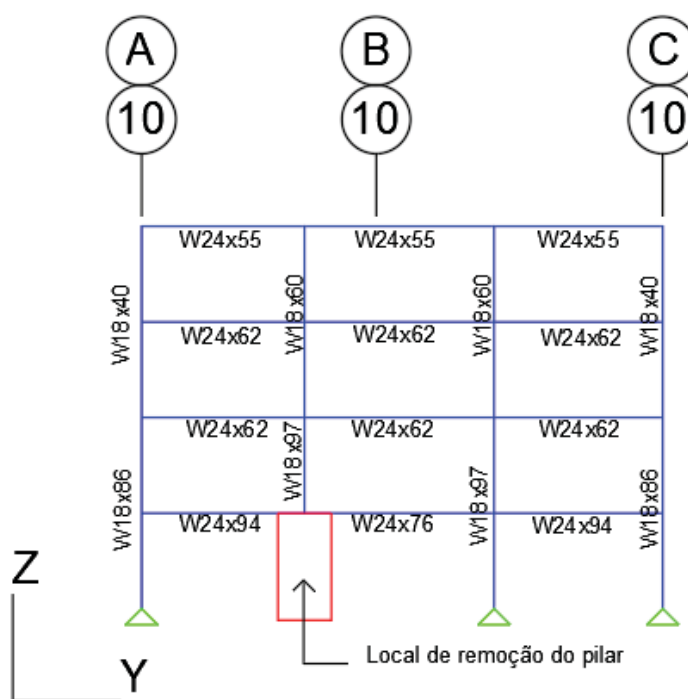 A B C
10 10 10
W24x55 W24x55 W24x55
W18x40 W18x60 W18x60 W18x40
W24x62 W24x62 W24x62
W24x62 W24x62 W24x62
W18x86 W18x97 W18x97 W18x86
W24x94 W24x76 W24x94
Z
Y
Local de remoção do pilar